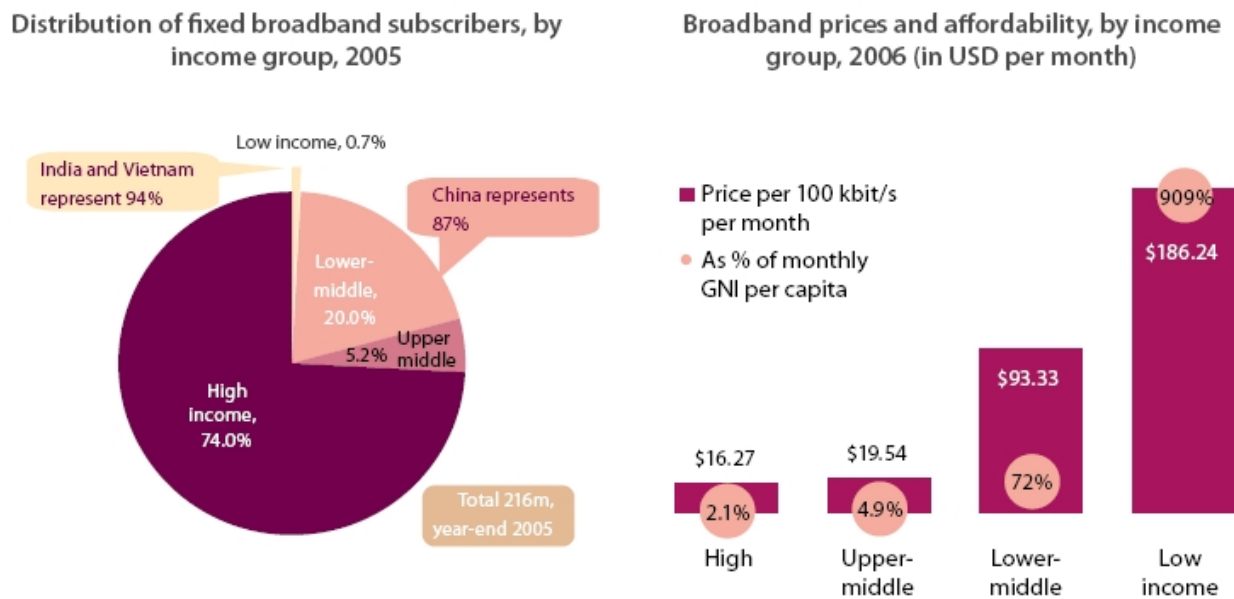 Distribution of fixed broadband subscribers, by
income group, 2005
Low income, 0.7%
India and Vietnam
represent 94%
China represents
87%
Lower-
middle,
20.0%
5.2%
Upper
middle
High
income,
74.0%
Total 216m,
year-end 2005
Broadband prices and affordability, by income
group, 2006 (in USD per month)
Price per 100 kbit/s
per month
As % of monthly
GNI per capita
$16.27
2.1%
High
$19.54
4.9%
Upper-
middle
$93.33
72%
Lower-
middle
909%
$186.24
Low
income